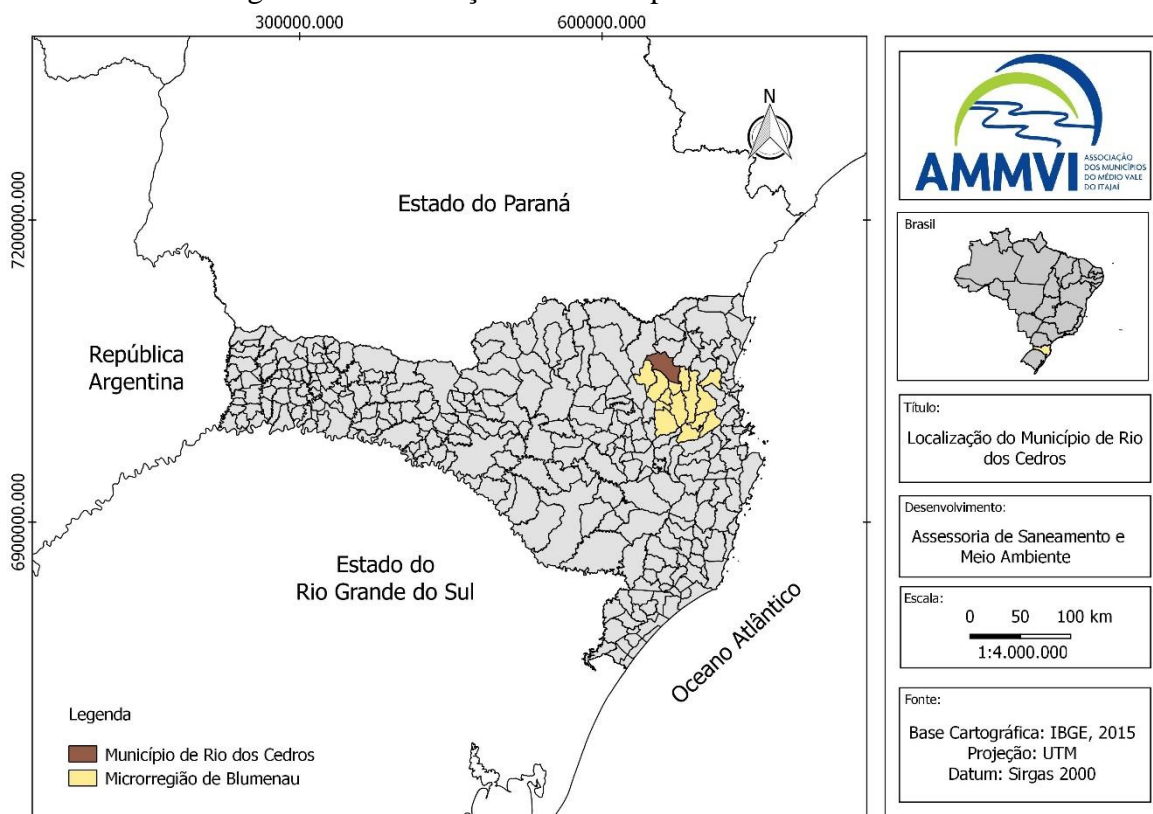 300000.000
600000.000
7200000.000
6900000.000
N
Estado do Paraná
República
Argentina
Estado do
Rio Grande do Sul
Oceano Atlântico
Legenda
Município de Rio dos Cedros
Microrregião de Blumenau
AMMVI
ASSOCIAÇÃO
DOS MUNICÍPIOS
DO MÉDIO VALE
DO ITAJAÍ
Brasil
Título:
Localização do Município de Rio
dos Cedros
Desenvolvimento:
Assessoria de Saneamento e
Meio Ambiente
Escala:
0 50 100 km
1:4.000.000
Fonte:
Base Cartográfica: IBGE, 2015
Projeção: UTM
Datum: Sirgas 2000